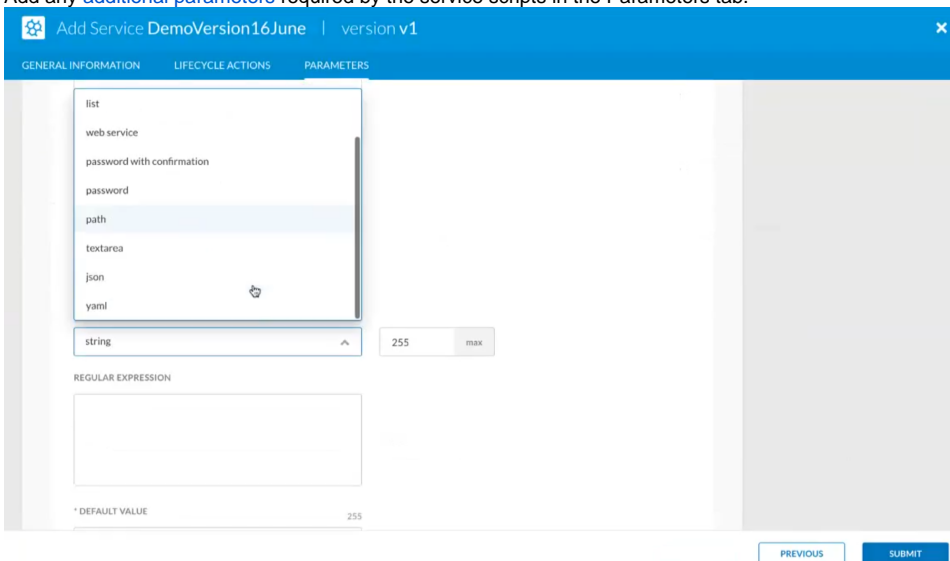 Add any additional parameters required by the service scripts in the Parameters tab.
Add Service DemoVersion16June | version v1
GENERAL INFORMATION LIFECYCLE ACTIONS PARAMETERS
list
web service
password with confirmation
password
path
textarea
json
yaml
string 255 max
REGULAR EXPRESSION
* DEFAULT VALUE 255
PREVIOUS SUBMIT